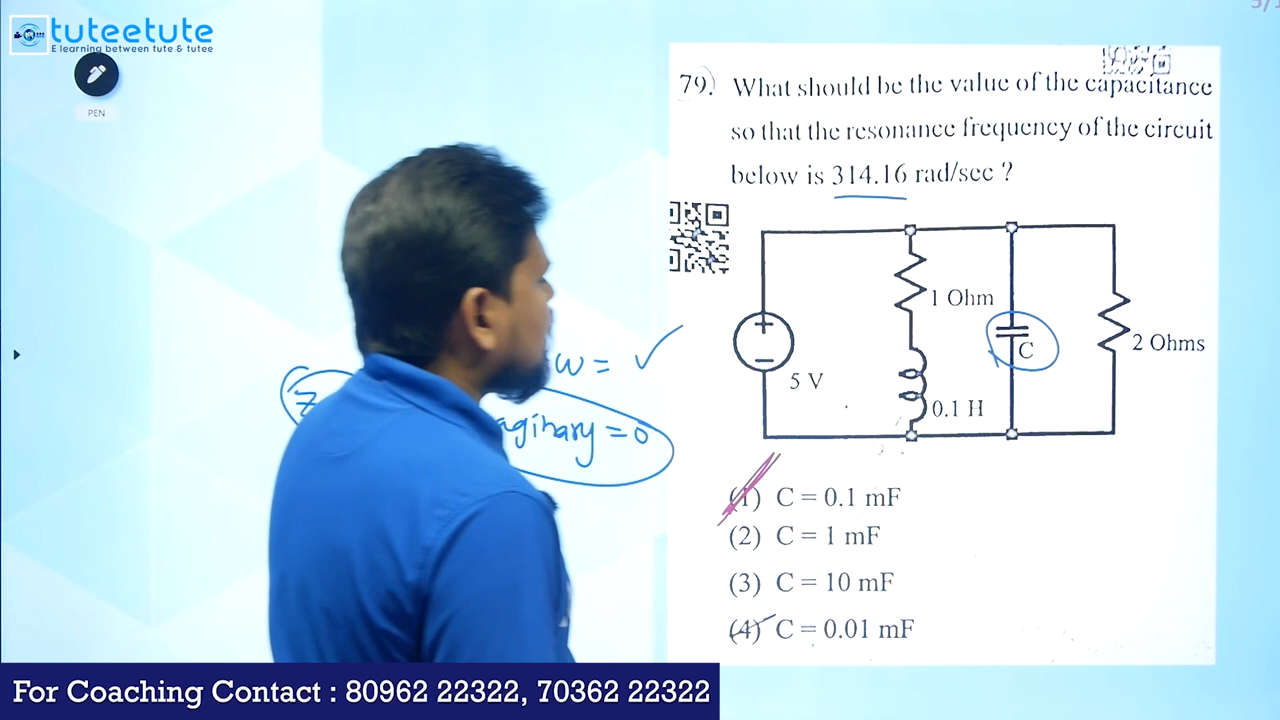 tuteetute
E learning between tute & tutee
PEN
79. What should be the value of the capacitance
so that the resonance frequency of the circuit
below is 314.16 rad/sec ?
1 Ohm
C
2 Ohms
5 V
0.1 H
ω = ✓
Z
aginary = 0
(1) C = 0.1 mF
(2) C = 1 mF
(3) C = 10 mF
(4) C = 0.01 mF
For Coaching Contact : 80962 22322, 70362 22322